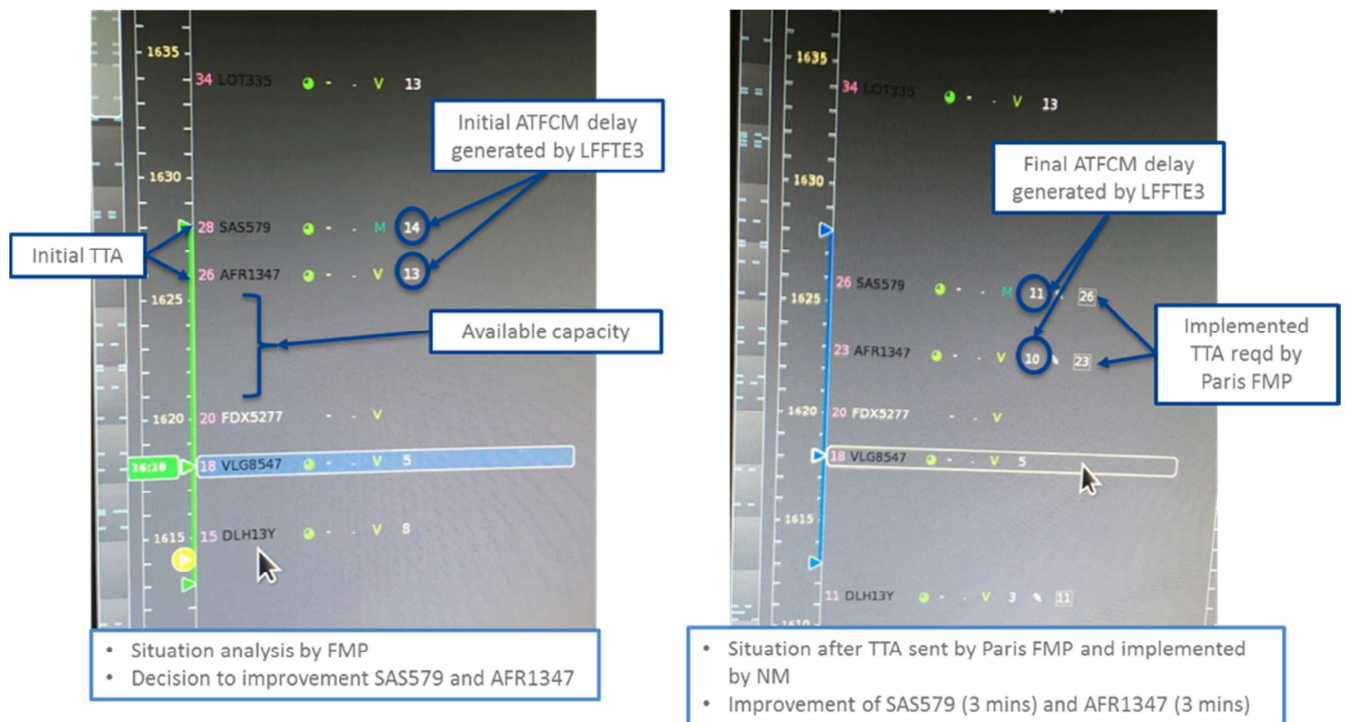 1635
34 LOT335 - . V 13
Initial ATFCM delay
generated by LFFTE3
1630
28 SAS579 - . M 14
Initial TTA
26 AFR1347 - . V 13
1625
Available capacity
1620 20 FDX5277 - . V
16:18 18 VLG8547 - . V 5
1615 15 DLH13Y - . V 8
• Situation analysis by FMP
• Decision to improvement SAS579 and AFR1347
1635
34 LOT335 - . V 13
Final ATFCM delay
generated by LFFTE3
1630
26 SAS579 - . M 11 26
1625
Implemented
TTA reqd by
Paris FMP
23 AFR1347 - . V 10 23
1620 20 FDX5277 - . V
18 VLG8547 - . V 5
1615
11 DLH13Y - . V 3 11
1610
• Situation after TTA sent by Paris FMP and implemented
by NM
• Improvement of SAS579 (3 mins) and AFR1347 (3 mins)